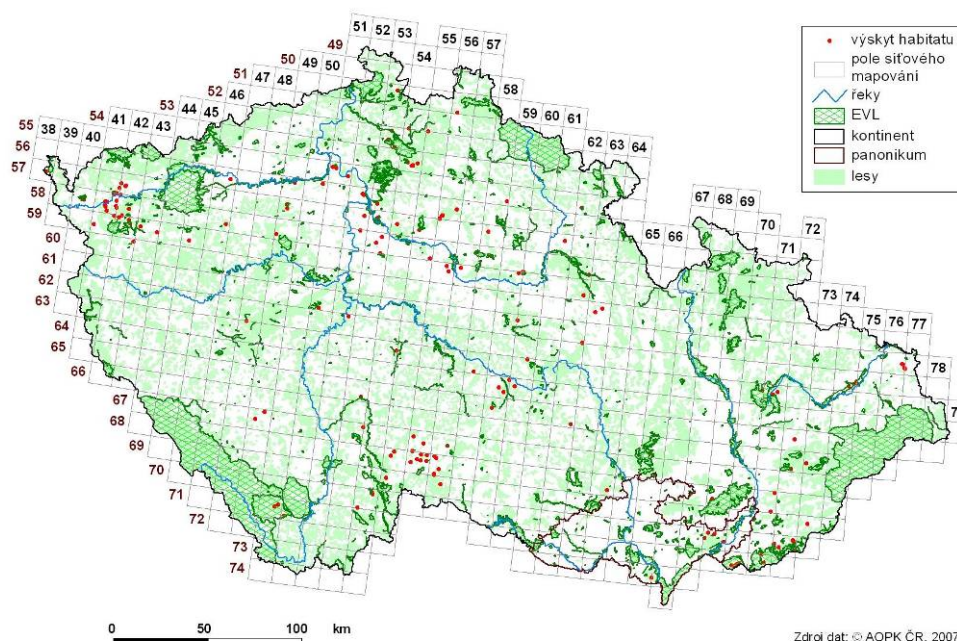 51 52 53
55 56 57
49
54
50
49 50
51
47 48
58
52
46
59 60 61
53
44 45
62 63 64
54
41 42 43
55
38 39 40
56
57
58
59
60
61
62
63
64
65
66
67
68
69
70
71
72
73
74
65 66
67 68 69
70
71
72
73 74
75 76 77
78
výskyt habitatu
pole síťového
mapování
řeky
EVL
kontinent
panonikum
lesy
0 50 100 km
Zdroj dat: © AOPK ČR, 2007